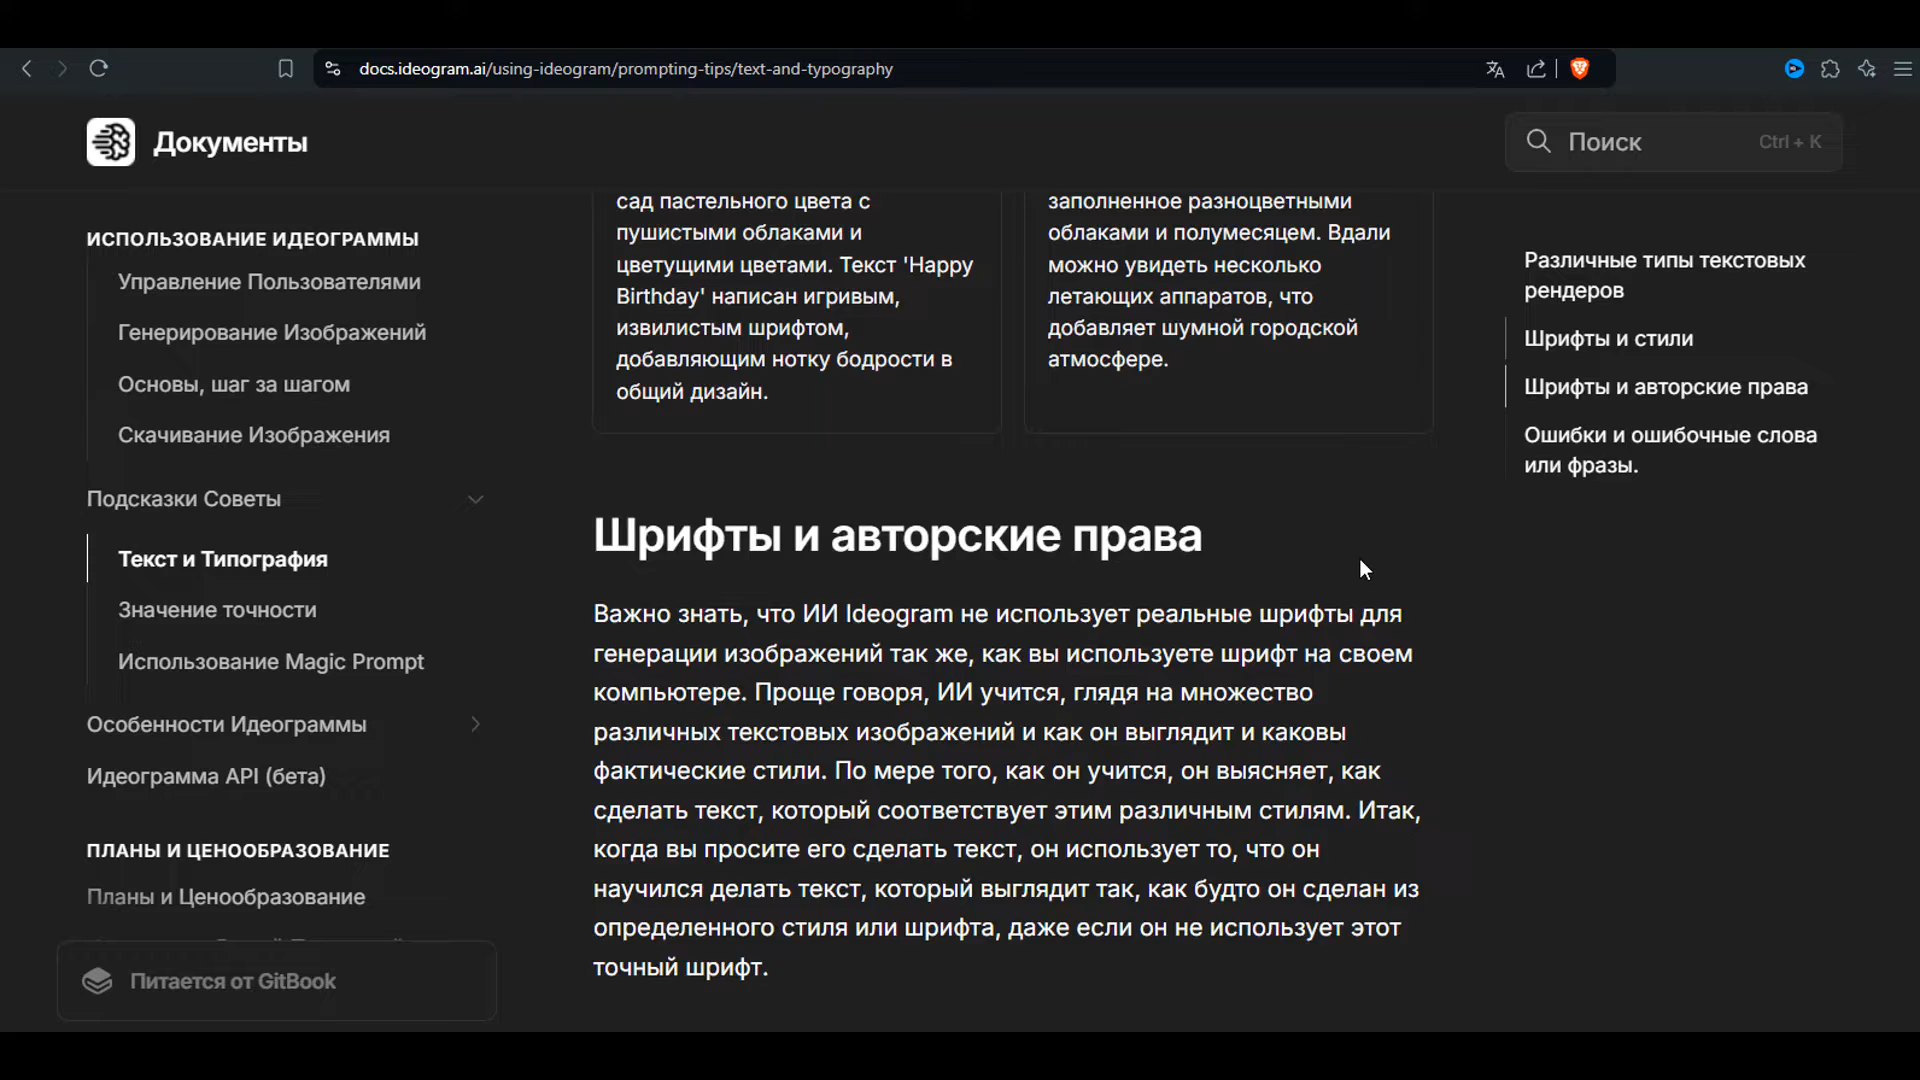 docs.ideogram.ai/using-ideogram/prompting-tips/text-and-typography
Документы
Поиск
Ctrl + K
ИСПОЛЬЗОВАНИЕ ИДЕОГРАММЫ
Управление Пользователями
Генерирование Изображений
Основы, шаг за шагом
Скачивание Изображения
Подсказки Советы
Текст и Типография
Значение точности
Использование Magic Prompt
Особенности Идеограммы
Идеограмма API (бета)
ПЛАНЫ И ЦЕНООБРАЗОВАНИЕ
Планы и Ценообразование
Питается от GitBook
сад пастельного цвета с
пушистыми облаками и
цветущими цветами. Текст 'Happy
Birthday' написан игривым,
извилистым шрифтом,
добавляющим нотку бодрости в
общий дизайн.
заполненное разноцветными
облаками и полумесяцем. Вдали
можно увидеть несколько
летающих аппаратов, что
добавляет шумной городской
атмосфере.
Шрифты и авторские права
Важно знать, что ИИ Ideogram не использует реальные шрифты для
генерации изображений так же, как вы используете шрифт на своем
компьютере. Проще говоря, ИИ учится, глядя на множество
различных текстовых изображений и как он выглядит и каковы
фактические стили. По мере того, как он учится, он выясняет, как
сделать текст, который соответствует этим различным стилям. Итак,
когда вы просите его сделать текст, он использует то, что он
научился делать текст, который выглядит так, как будто он сделан из
определенного стиля или шрифта, даже если он не использует этот
точный шрифт.
Различные типы текстовых
рендеров
Шрифты и стили
Шрифты и авторские права
Ошибки и ошибочные слова
или фразы.